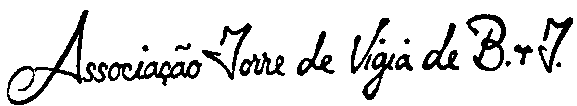 Associação Torre de Vigia de B. & T.